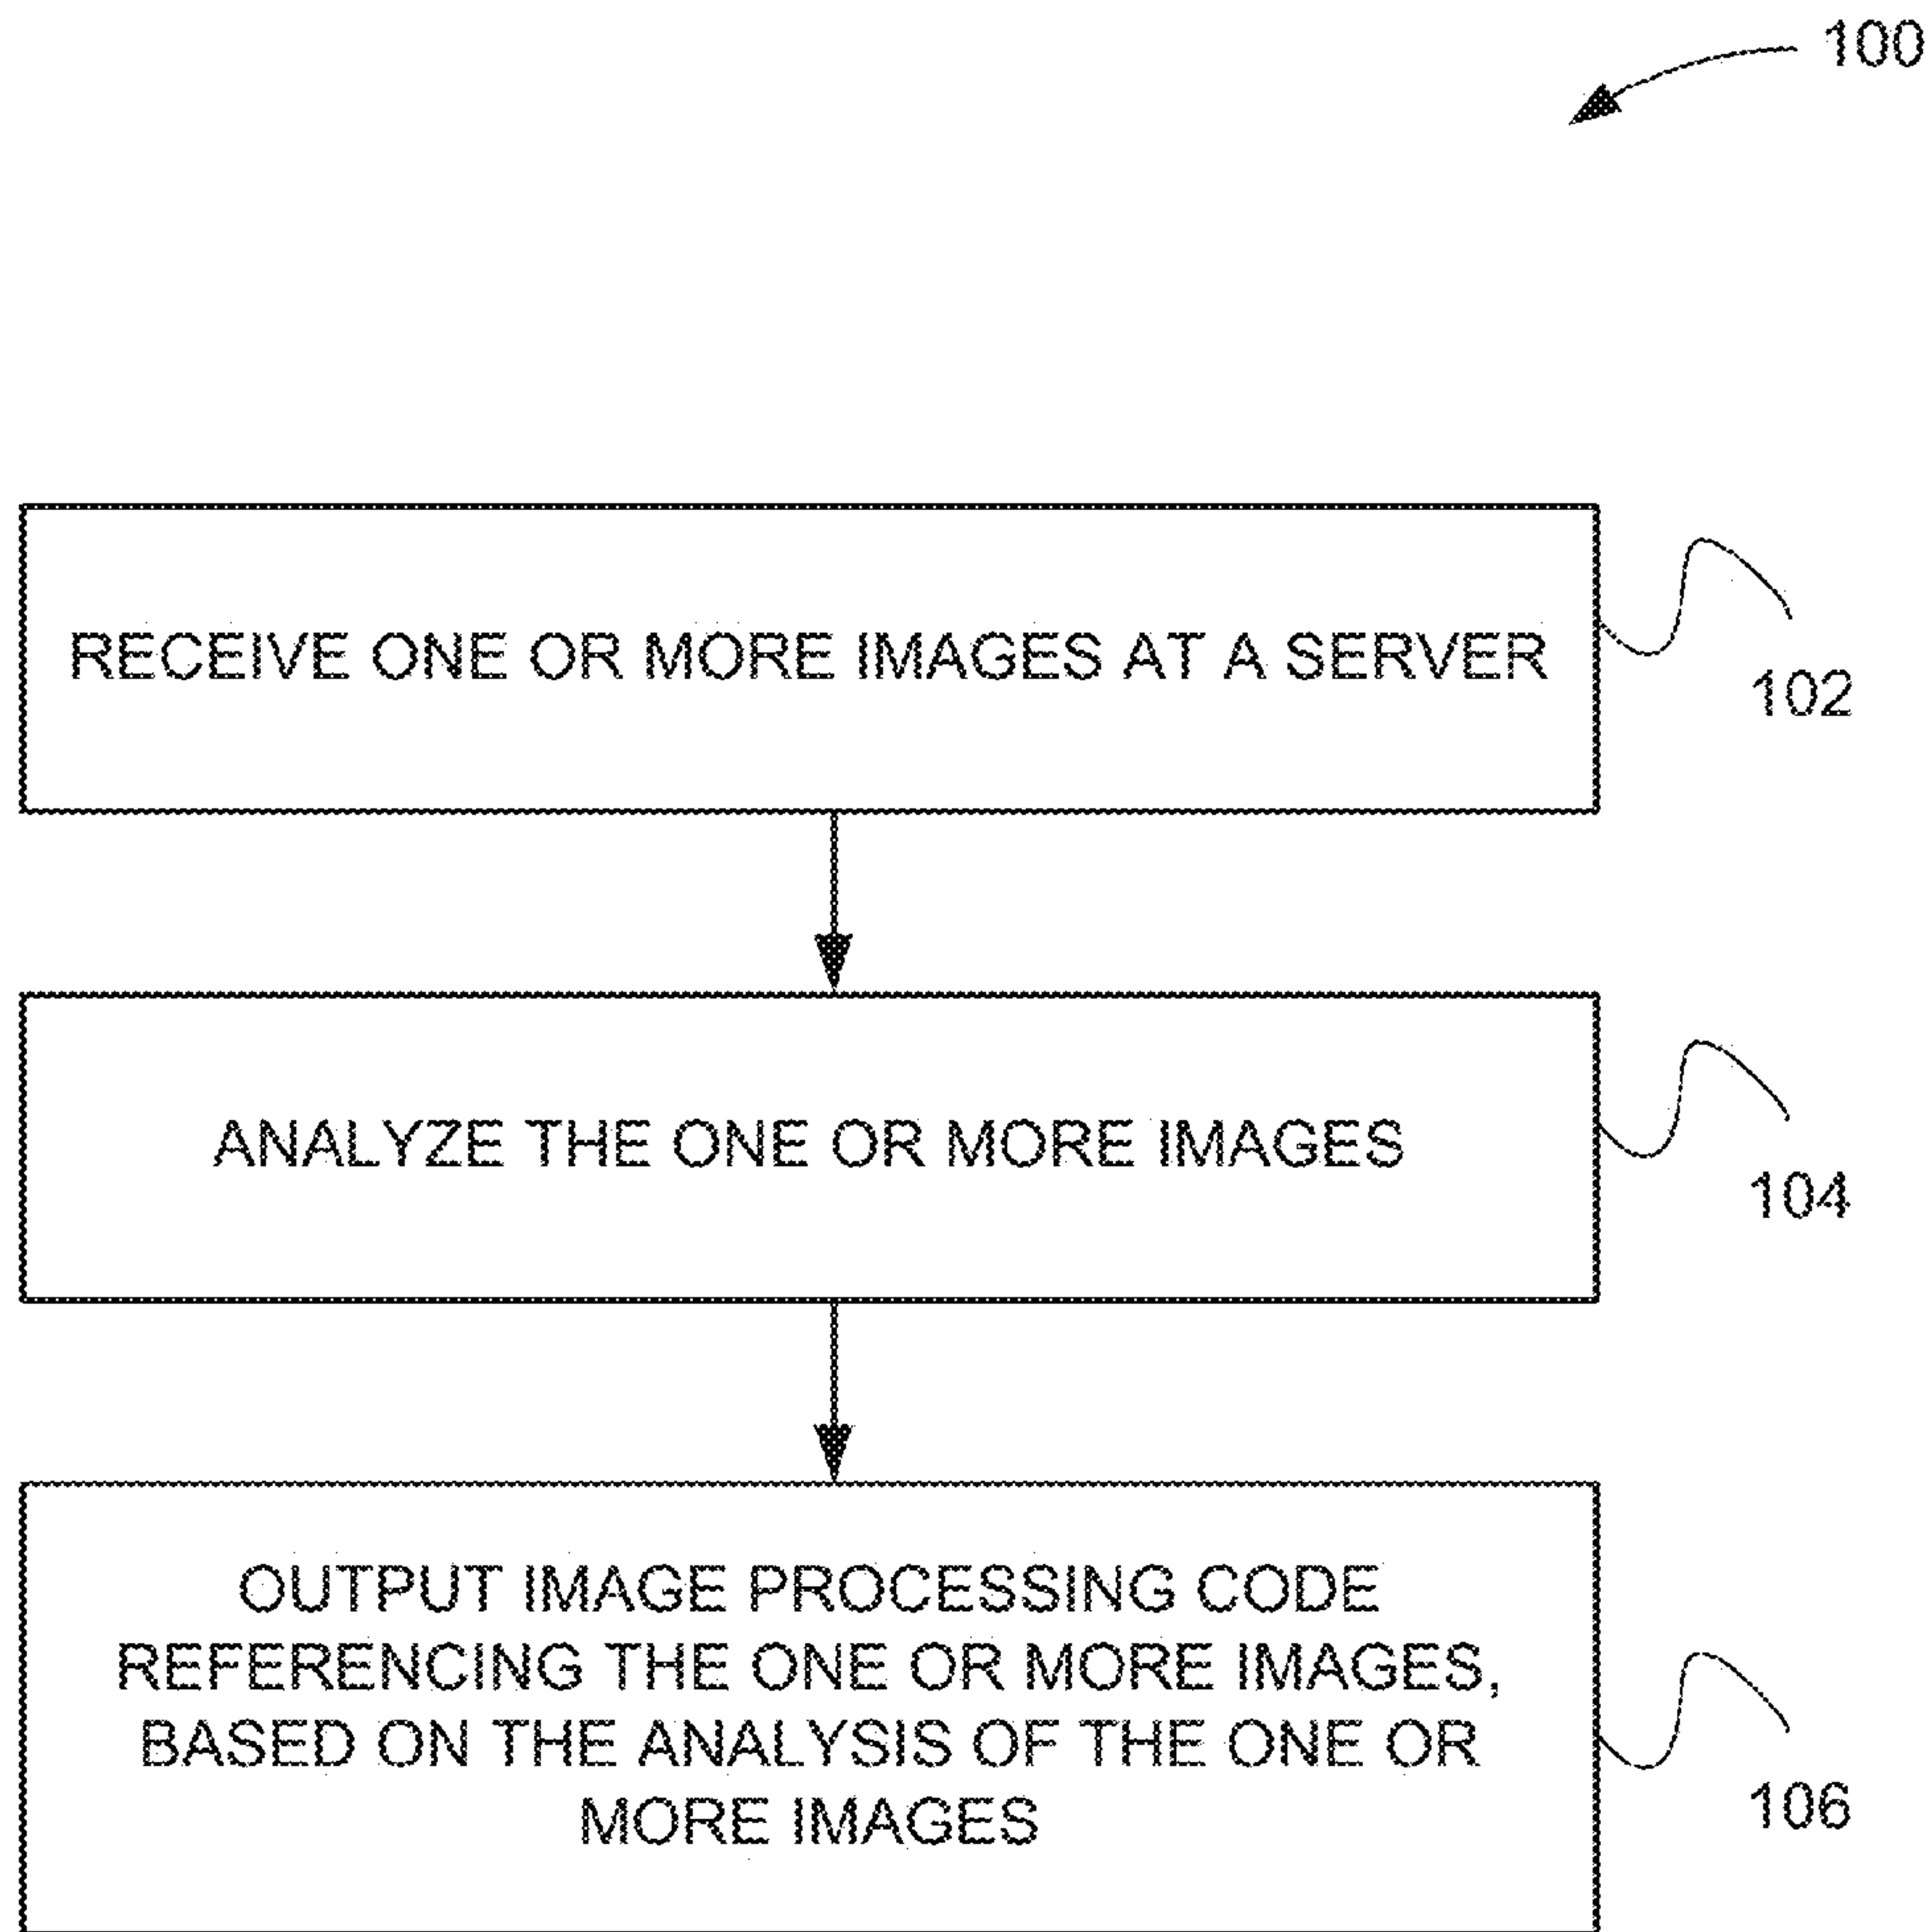 100
RECEIVE ONE OR MORE IMAGES AT A SERVER
102
ANALYZE THE ONE OR MORE IMAGES
104
OUTPUT IMAGE PROCESSING CODE
REFERENCING THE ONE OR MORE IMAGES,
BASED ON THE ANALYSIS OF THE ONE OR
MORE IMAGES
106